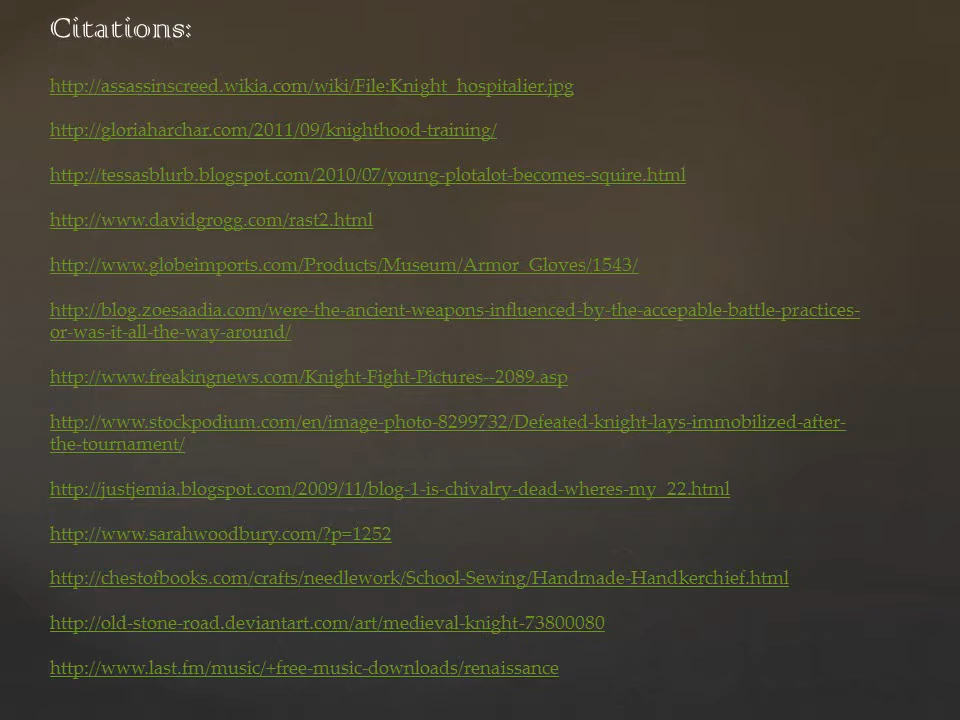 Citations:
http://assassinscreed.wikia.com/wiki/File:Knight_hospitalier.jpg
http://gloriaharchar.com/2011/09/knighthood-training/
http://tessasblurb.blogspot.com/2010/07/young-plotalot-becomes-squire.html
http://www.davidgrogg.com/rast2.html
http://www.globeimports.com/Products/Museum/Armor_Gloves/1543/
http://blog.zoesaadia.com/were-the-ancient-weapons-influenced-by-the-accepable-battle-practices-
or-was-it-all-the-way-around/
http://www.freakingnews.com/Knight-Fight-Pictures--2089.asp
http://www.stockpodium.com/en/image-photo-8299732/Defeated-knight-lays-immobilized-after-
the-tournament/
http://justjemia.blogspot.com/2009/11/blog-1-is-chivalry-dead-wheres-my_22.html
http://www.sarahwoodbury.com/?p=1252
http://chestofbooks.com/crafts/needlework/School-Sewing/Handmade-Handkerchief.html
http://old-stone-road.deviantart.com/art/medieval-knight-73800080
http://www.last.fm/music/+free-music-downloads/renaissance